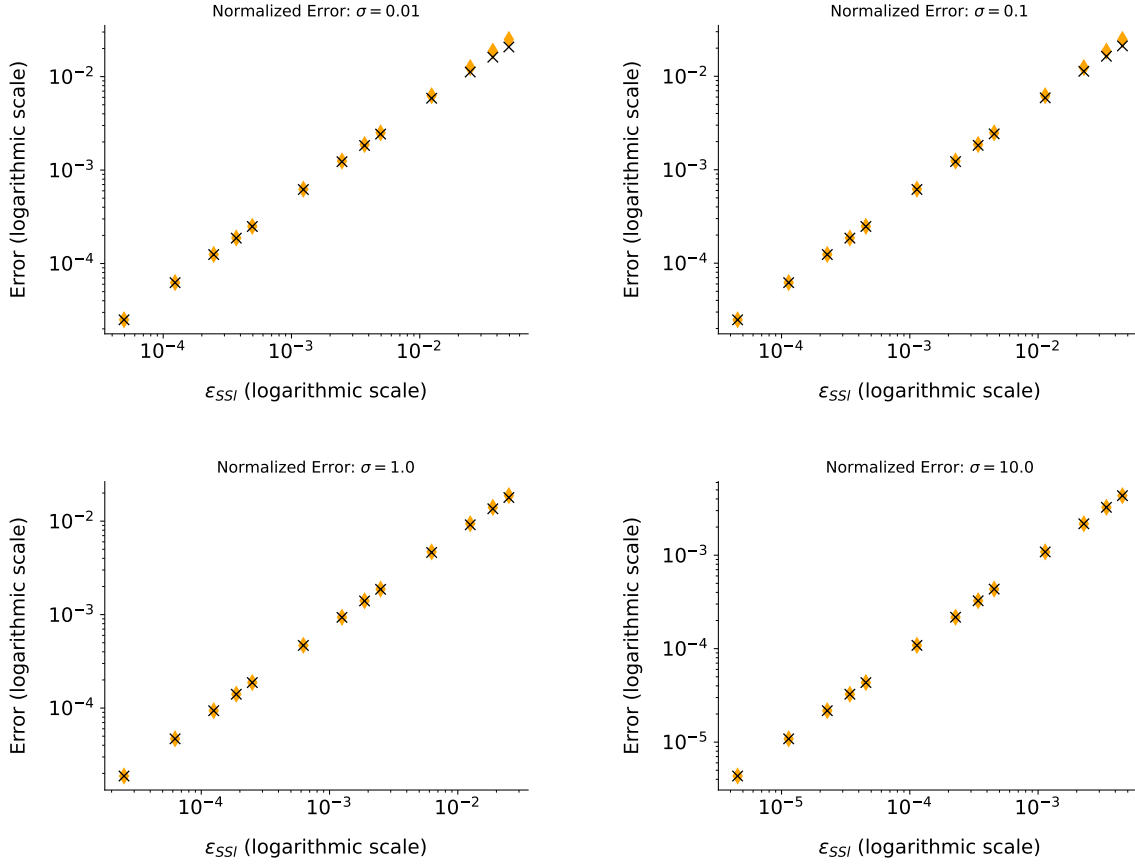 Normalized Error: σ = 0.01
10⁻²
10⁻³
10⁻⁴
Error (logarithmic scale)
10⁻⁴ 10⁻³ 10⁻²
ε_SSI (logarithmic scale)
Normalized Error: σ = 0.1
10⁻²
10⁻³
10⁻⁴
Error (logarithmic scale)
10⁻⁴ 10⁻³ 10⁻²
ε_SSI (logarithmic scale)
Normalized Error: σ = 1.0
10⁻²
10⁻³
10⁻⁴
Error (logarithmic scale)
10⁻⁴ 10⁻³ 10⁻²
ε_SSI (logarithmic scale)
Normalized Error: σ = 10.0
10⁻³
10⁻⁴
10⁻⁵
Error (logarithmic scale)
10⁻⁵ 10⁻⁴ 10⁻³
ε_SSI (logarithmic scale)